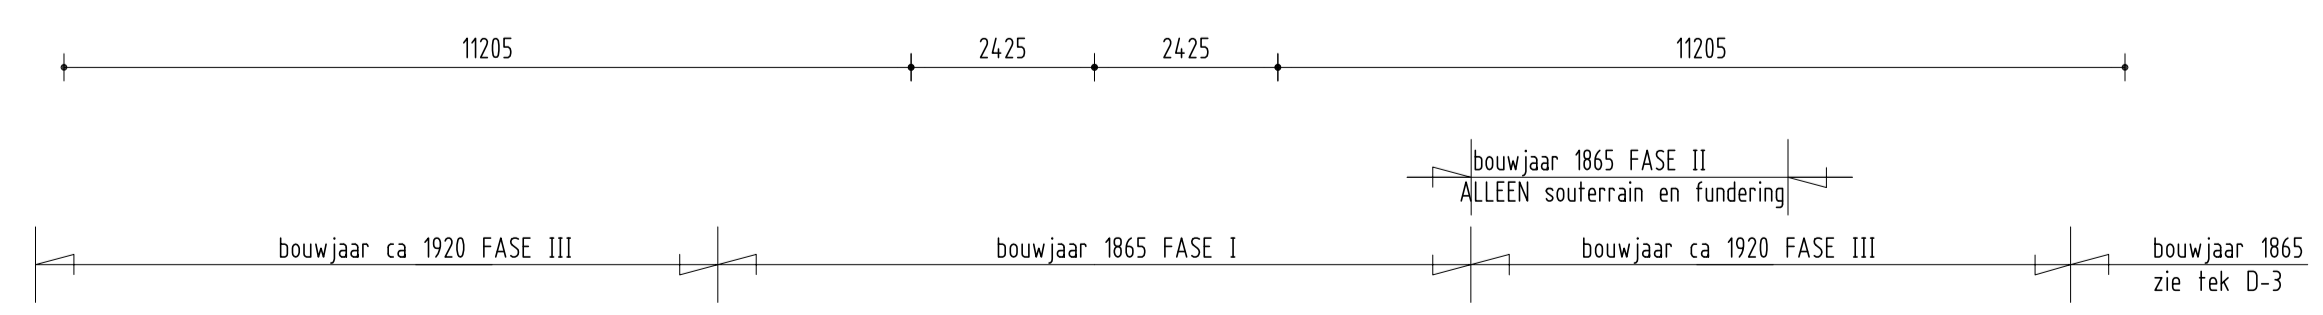 11205 2425 2425 11205
bouwjaar 1865 FASE II
ALLEEN souterrain en fundering
bouwjaar ca 1920 FASE III bouwjaar 1865 FASE I bouwjaar ca 1920 FASE III bouwjaar 1865
zie tek D-3